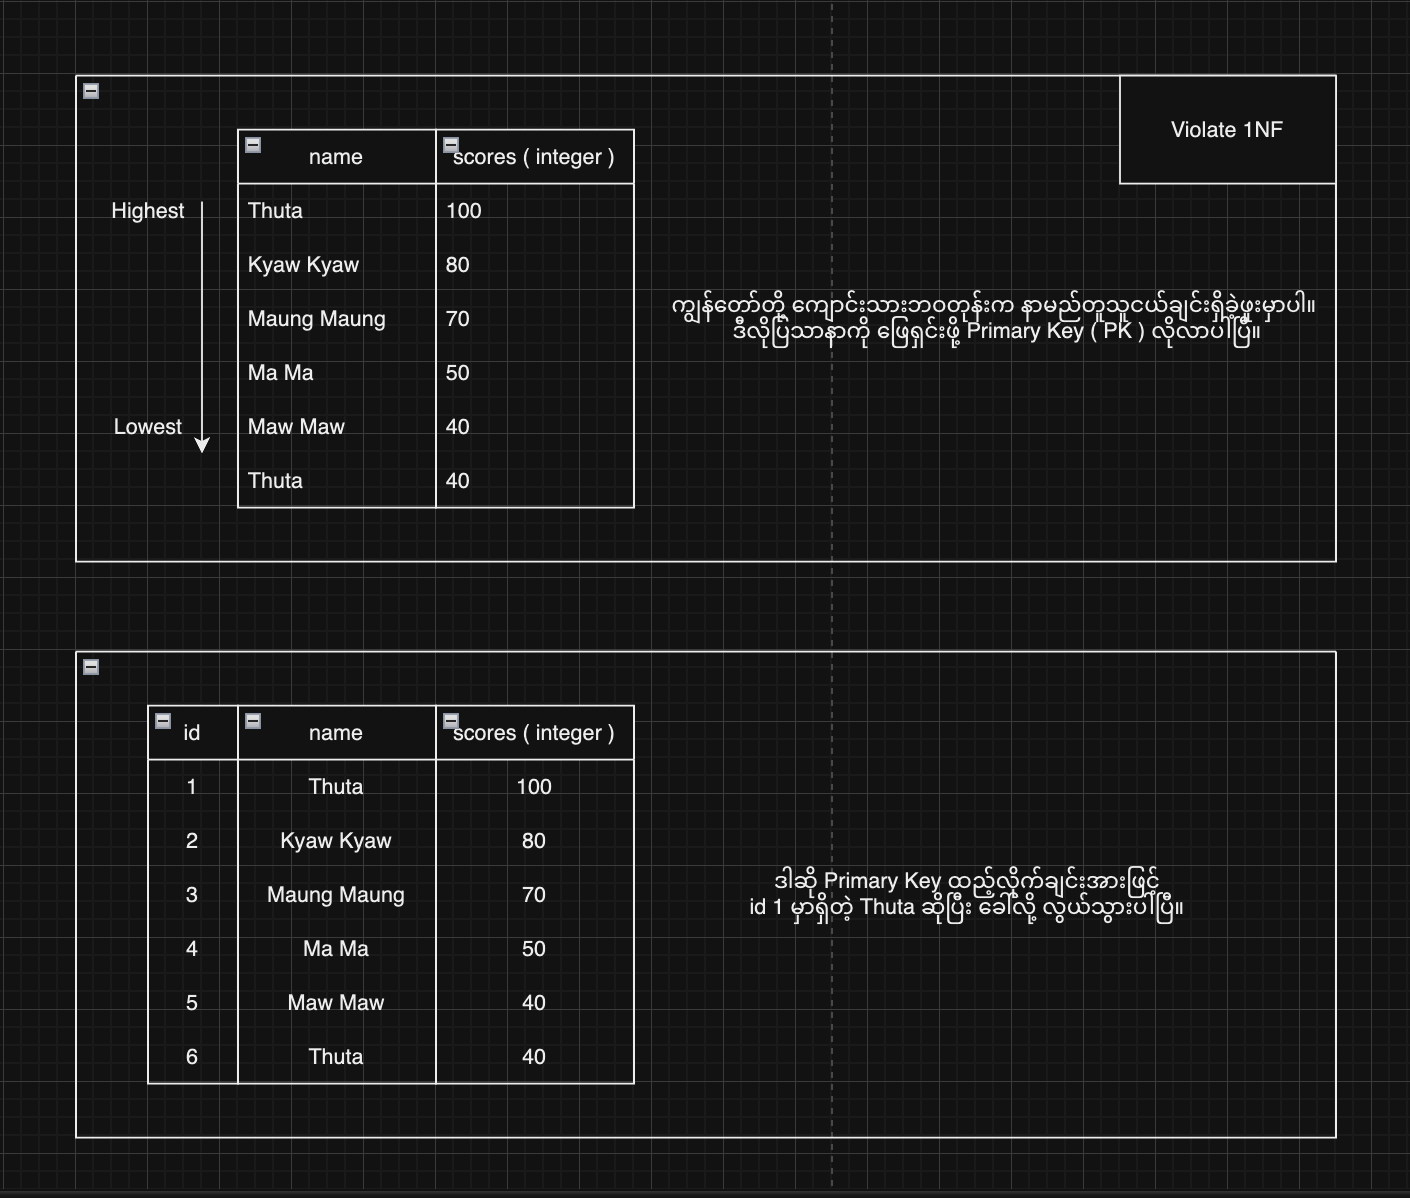 Violate 1NF
name scores ( integer )
Highest Thuta 100
Kyaw Kyaw 80
Maung Maung 70
Ma Ma 50
Lowest Maw Maw 40
Thuta 40
ကျွန်တော်တို့ ကျောင်းသားဘဝတုန်းက နာမည်တူသူငယ်ချင်းရှိခဲ့ဖူးမှာပါ။
ဒီလိုပြဿနာကို ဖြေရှင်းဖို့ Primary Key ( PK ) လိုလာပါပြီ။
id name scores ( integer )
1 Thuta 100
2 Kyaw Kyaw 80
3 Maung Maung 70
4 Ma Ma 50
5 Maw Maw 40
6 Thuta 40
ဒါဆို Primary Key ထည့်လိုက်ချင်းအားဖြင့်
id 1 မှာရှိတဲ့ Thuta ဆိုပြီး ခေါ်လို့ လွယ်သွားပါပြီ။